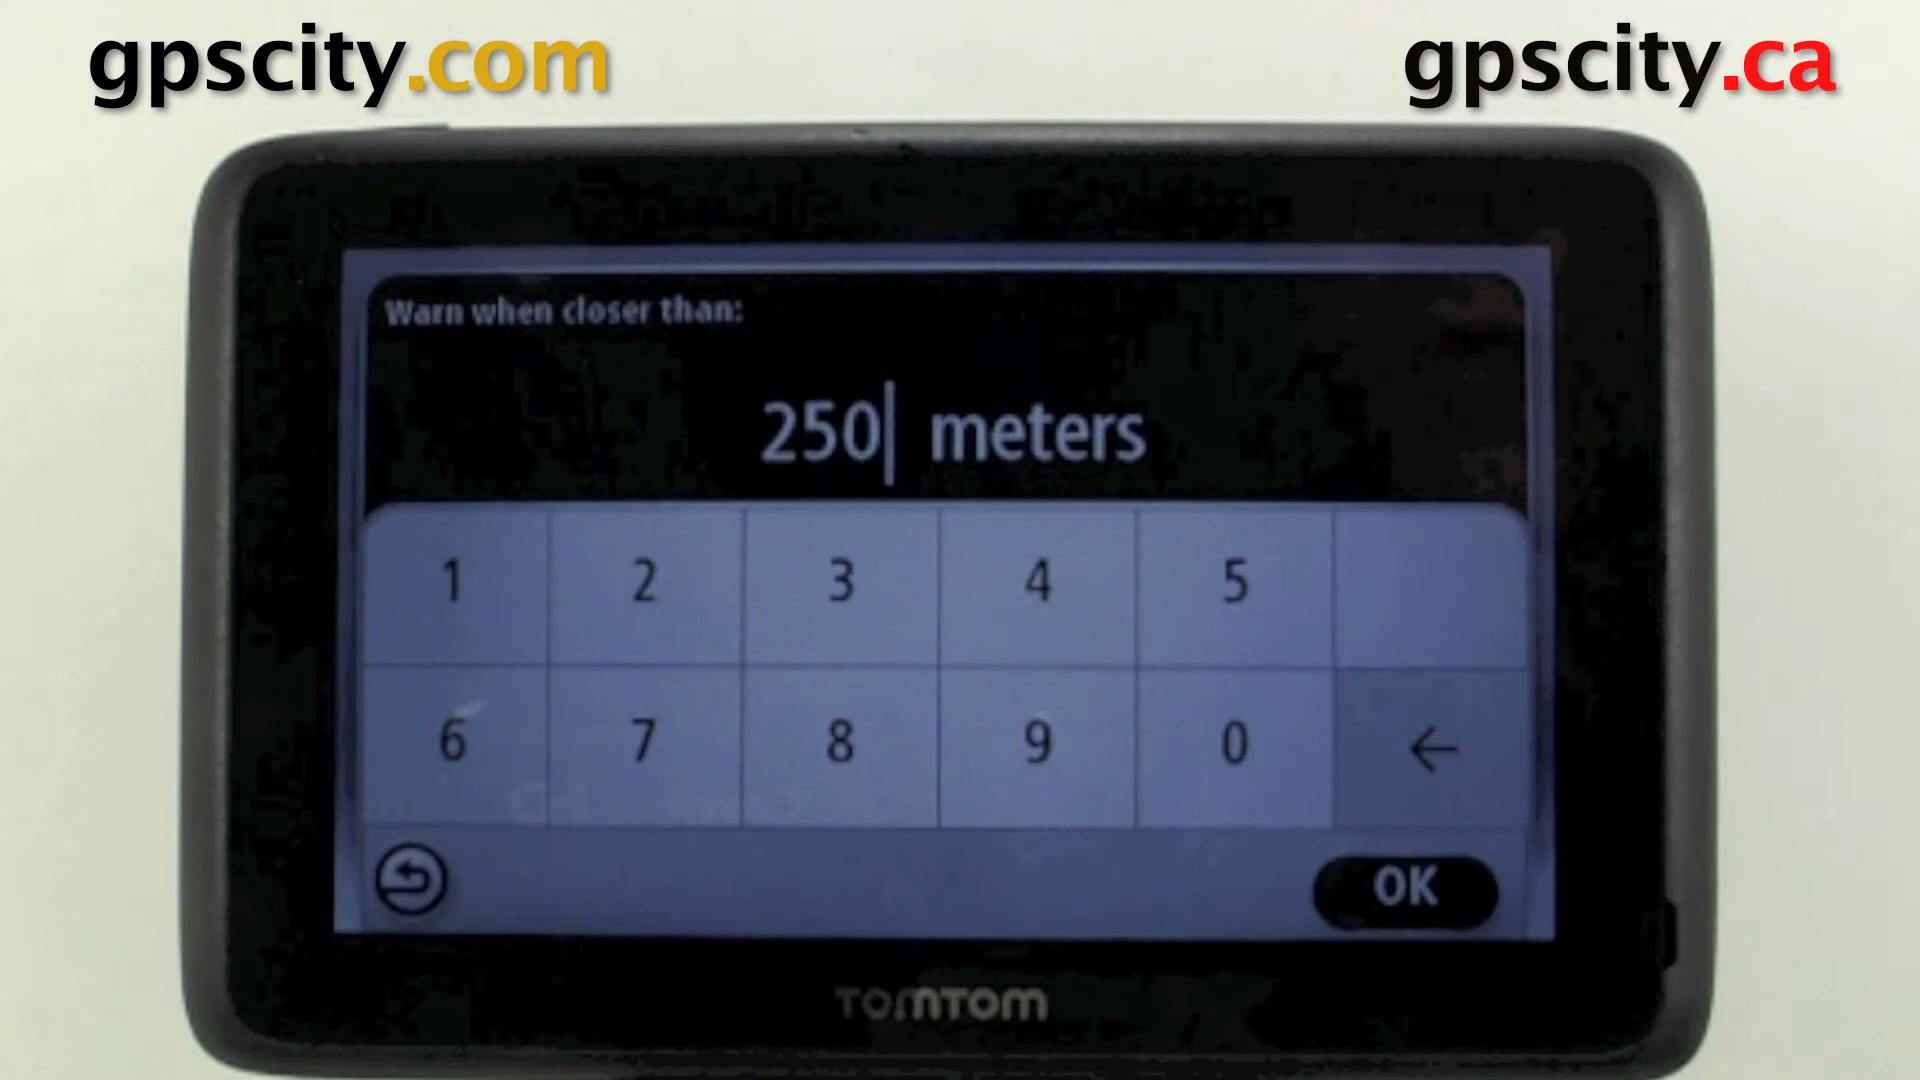 gpscity.com
gpscity.ca
Warn when closer than:
250 meters
1 2 3 4 5
6 7 8 9 0 ←
OK
TOMTOM